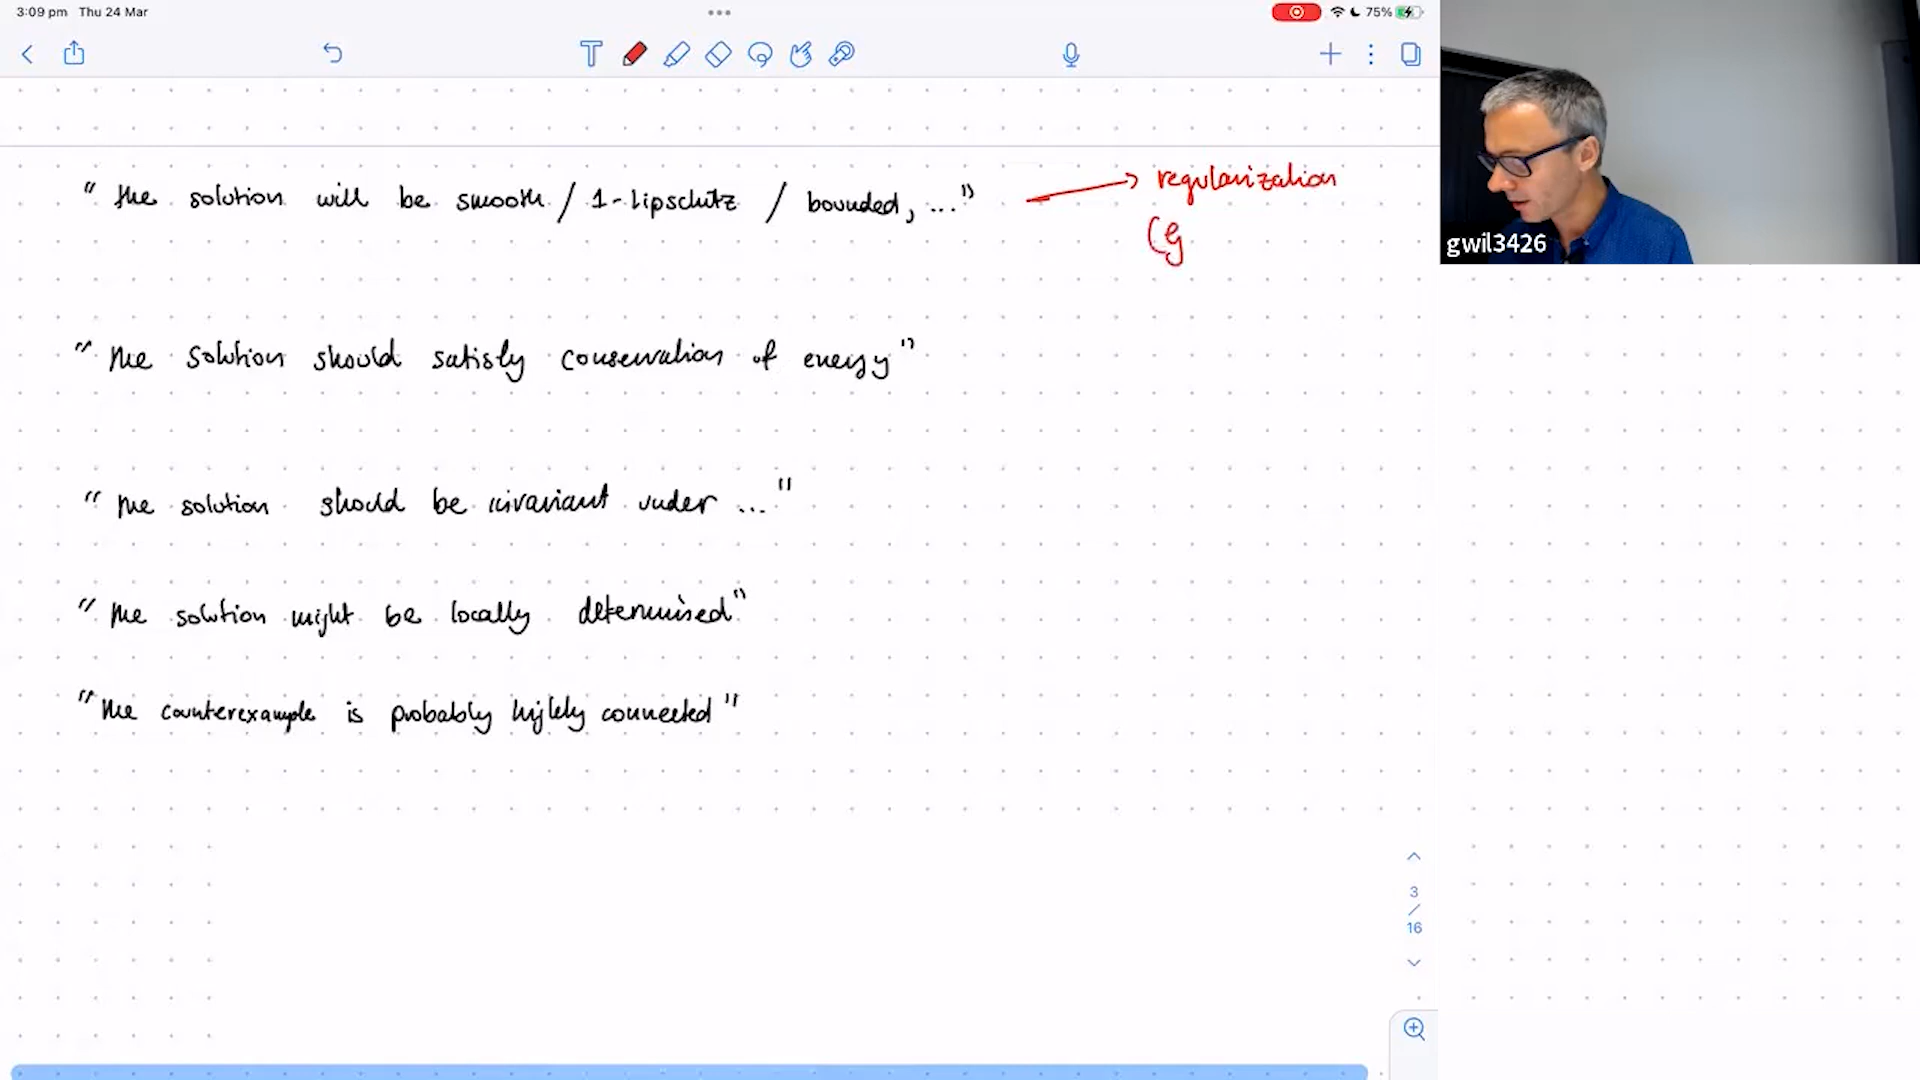 3:09 pm Thu 24 Mar
75%
"the solution will be smooth / 1-lipschitz / bounded, ..." → regularization
(eg
gwil3426
"the solution should satisfy conservation of energy"
"the solution should be invariant under ..."
"the solution might be locally determined"
"the counterexample is probably highly connected"
3
/
16